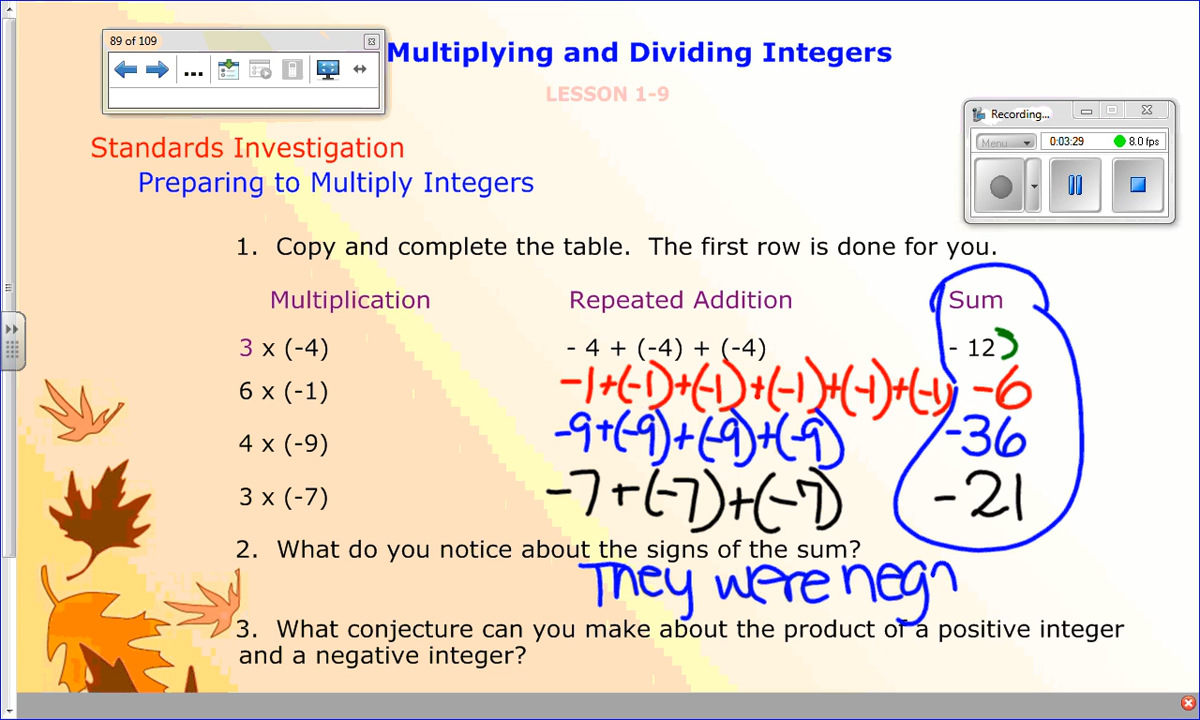 89 of 109
Multiplying and Dividing Integers
LESSON 1-9
Recording...
Menu
0:03:29
8.0 fps
Standards Investigation
Preparing to Multiply Integers
1. Copy and complete the table. The first row is done for you.
Multiplication Repeated Addition Sum
3 x (-4) - 4 + (-4) + (-4) - 12
6 x (-1) -1+(-1)+(-1)+(-1)+(-1)+(-1) -6
4 x (-9) -9+(-9)+(-9)+(-9) -36
3 x (-7) -7+(-7)+(-7) -21
2. What do you notice about the signs of the sum?
They were neg
3. What conjecture can you make about the product of a positive integer
and a negative integer?